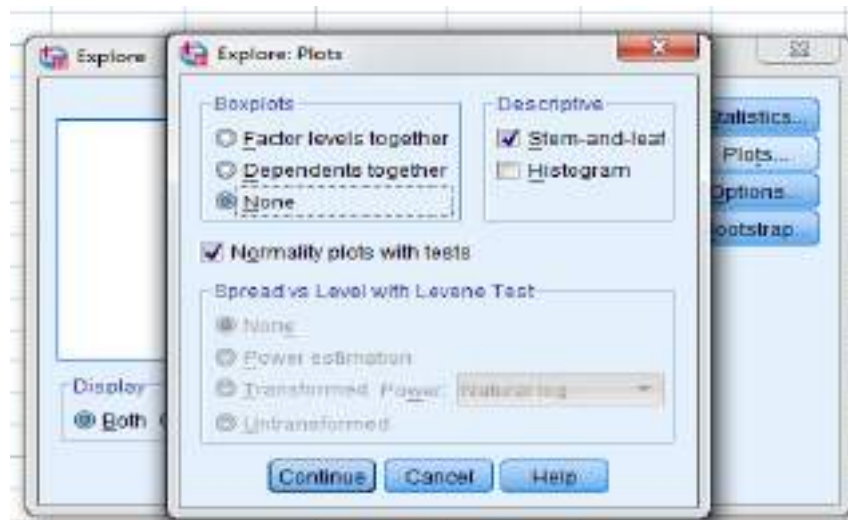 Explore
Explore: Plots
Boxplots
Factor levels together
Dependents together
None
Descriptive
Stem-and-leaf
Histogram
Normality plots with tests
Spread vs Level with Levene Test
None
Power estimation
Transformed Power: Natural log
Untransformed
Continue Cancel Help
Display
Both
tatistics...
Plots...
Options...
ootstrap...